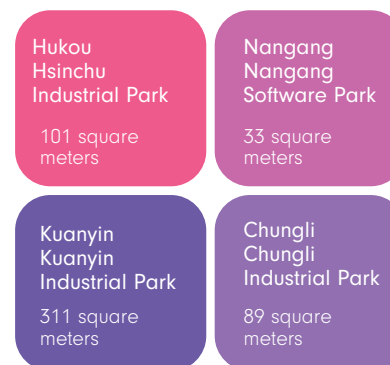 Hukou
Hsinchu
Industrial Park
101 square
meters
Nangang
Nangang
Software Park
33 square
meters
Kuanyin
Kuanyin
Industrial Park
311 square
meters
Chungli
Chungli
Industrial Park
89 square
meters